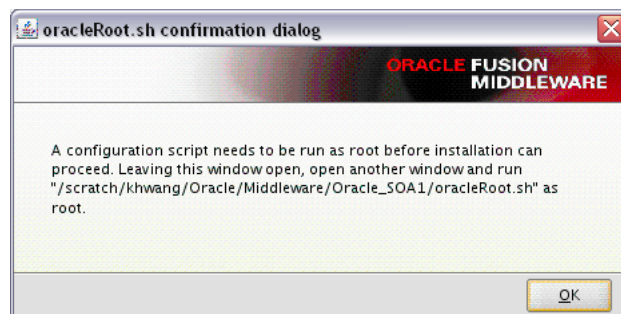 oracleRoot.sh confirmation dialog
ORACLE FUSION
MIDDLEWARE
A configuration script needs to be run as root before installation can
proceed. Leaving this window open, open another window and run
"/scratch/khwang/Oracle/Middleware/Oracle_SOA1/oracleRoot.sh" as
root.
OK